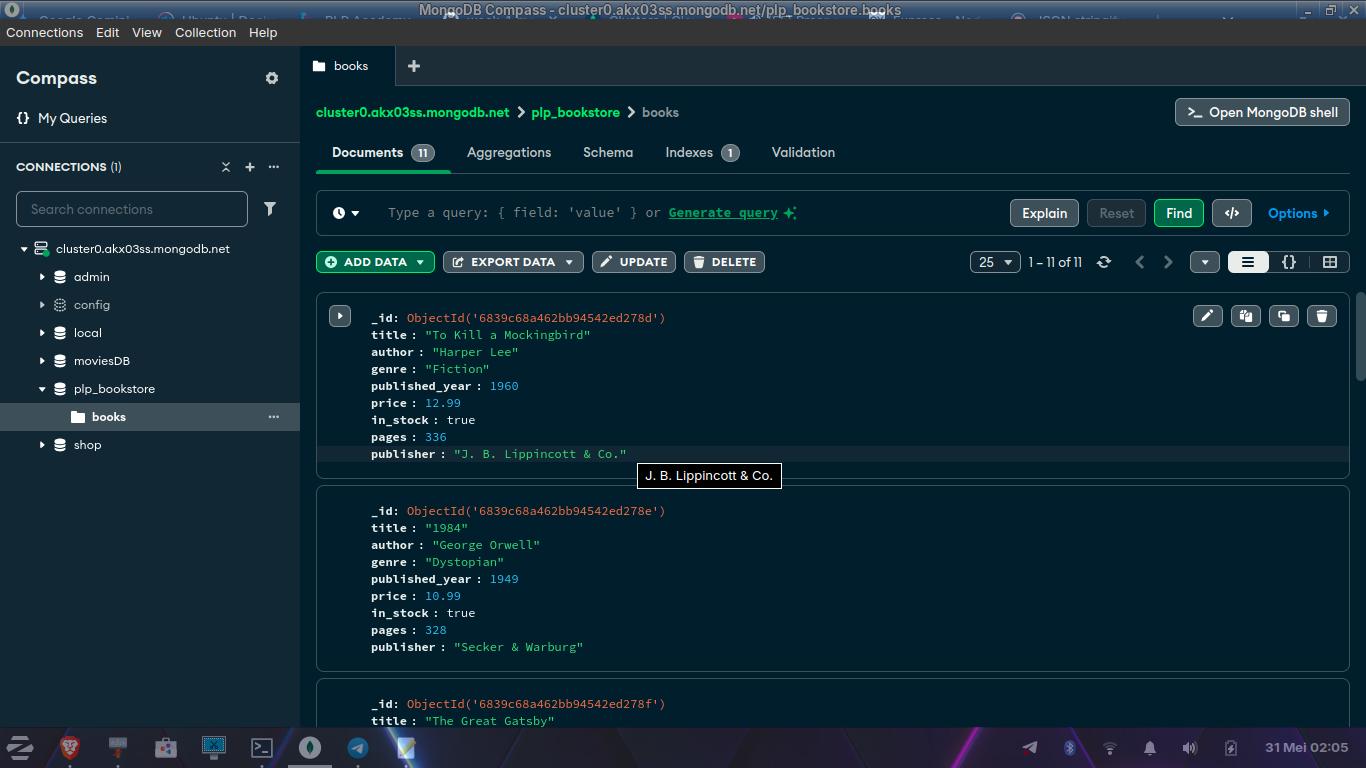 MongoDB Compass - cluster0.akx03ss.mongodb.net/plp_bookstore.books
Connections Edit View Collection Help
Compass
{} My Queries
CONNECTIONS (1)
Search connections
cluster0.akx03ss.mongodb.net
admin
config
local
moviesDB
plp_bookstore
books
shop
books
cluster0.akx03ss.mongodb.net > plp_bookstore > books
>_ Open MongoDB shell
Documents 11 Aggregations Schema Indexes 1 Validation
Type a query: { field: 'value' } or Generate query
Explain Reset Find </> Options
ADD DATA EXPORT DATA UPDATE DELETE
25 1 – 11 of 11 {}
_id: ObjectId('6839c68a462bb94542ed278d')
title : "To Kill a Mockingbird"
author : "Harper Lee"
genre : "Fiction"
published_year : 1960
price : 12.99
in_stock : true
pages : 336
publisher : "J. B. Lippincott & Co."
J. B. Lippincott & Co.
_id: ObjectId('6839c68a462bb94542ed278e')
title : "1984"
author : "George Orwell"
genre : "Dystopian"
published_year : 1949
price : 10.99
in_stock : true
pages : 328
publisher : "Secker & Warburg"
_id: ObjectId('6839c68a462bb94542ed278f')
title : "The Great Gatsby"
31 Mei 02:05